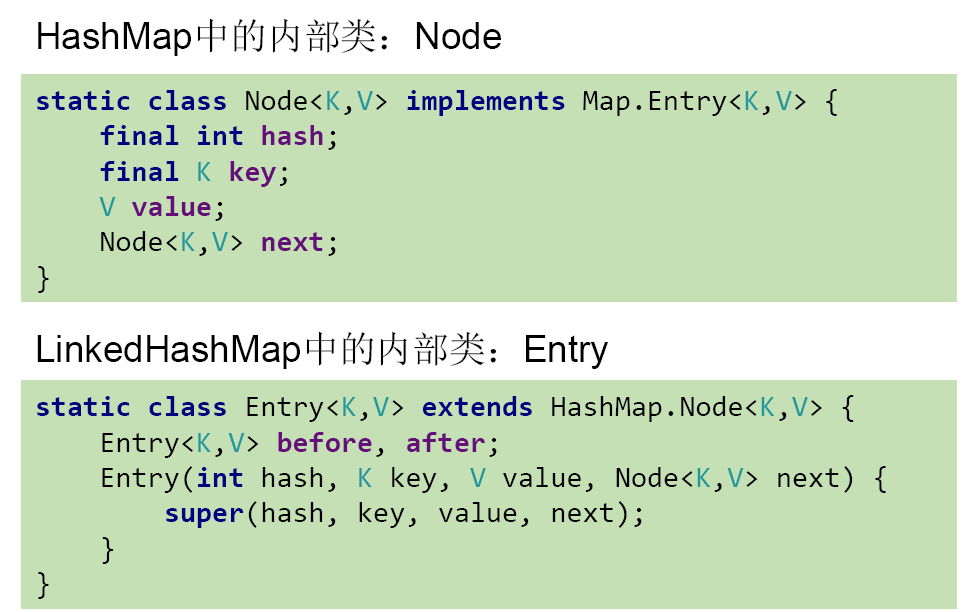 HashMap中的内部类：Node
static class Node<K,V> implements Map.Entry<K,V> {
    final int hash;
    final K key;
    V value;
    Node<K,V> next;
}
LinkedHashMap中的内部类：Entry
static class Entry<K,V> extends HashMap.Node<K,V> {
    Entry<K,V> before, after;
    Entry(int hash, K key, V value, Node<K,V> next) {
        super(hash, key, value, next);
    }
}